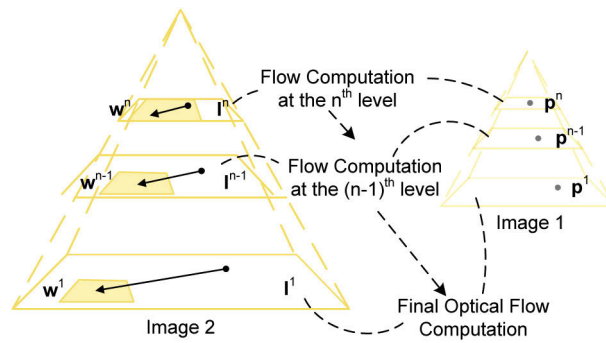 Flow Computation
at the nth level
wn
ln
pn
pn-1
Flow Computation
at the (n-1)th level
wn-1
ln-1
p1
Image 1
w1
l1
Final Optical Flow
Computation
Image 2